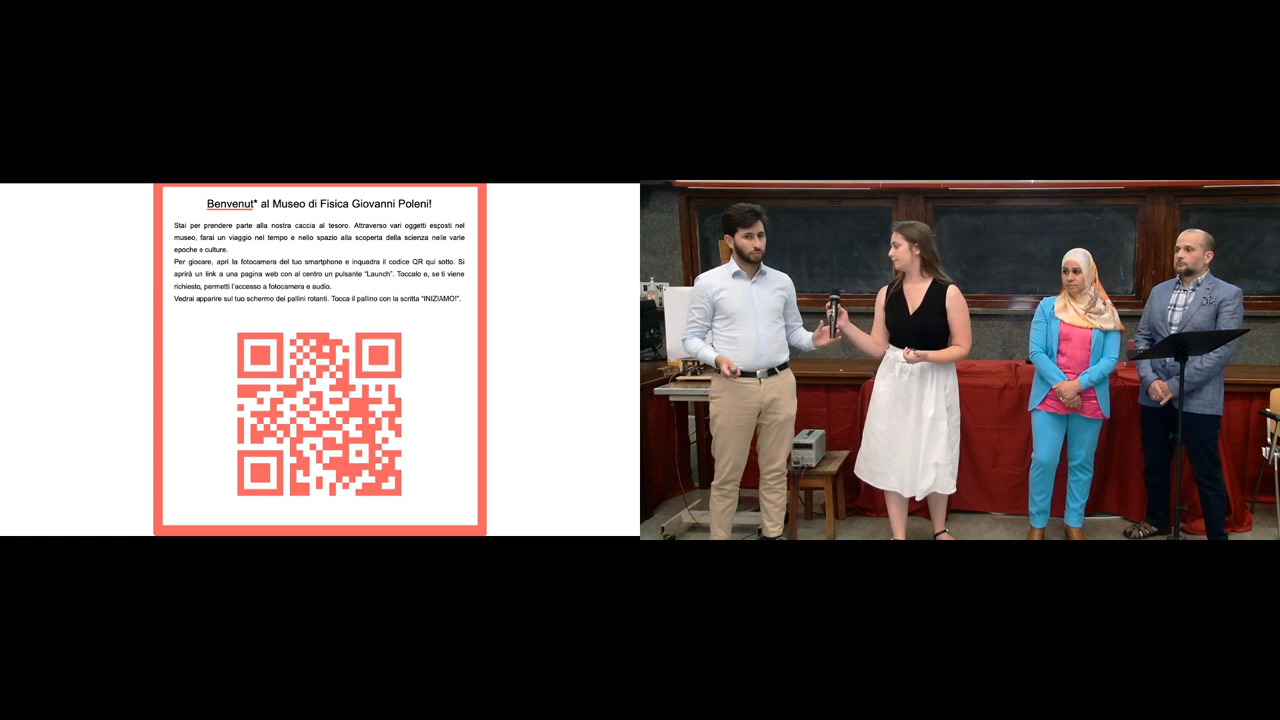 Benvenut* al Museo di Fisica Giovanni Poleni!
Stai per prendere parte alla nostra caccia al tesoro. Attraverso vari oggetti esposti nel
museo, farai un viaggio nel tempo e nello spazio alla scoperta della scienza nelle varie
epoche e culture.
Per giocare, apri la fotocamera del tuo smartphone e inquadra il codice QR qui sotto. Si
aprirà un link a una pagina web con al centro un pulsante “Launch”. Toccalo e, se ti viene
richiesto, permetti l’accesso a fotocamera e audio.
Vedrai apparire sul tuo schermo dei pallini rotanti. Tocca il pallino con la scritta “INIZIAMO!”.